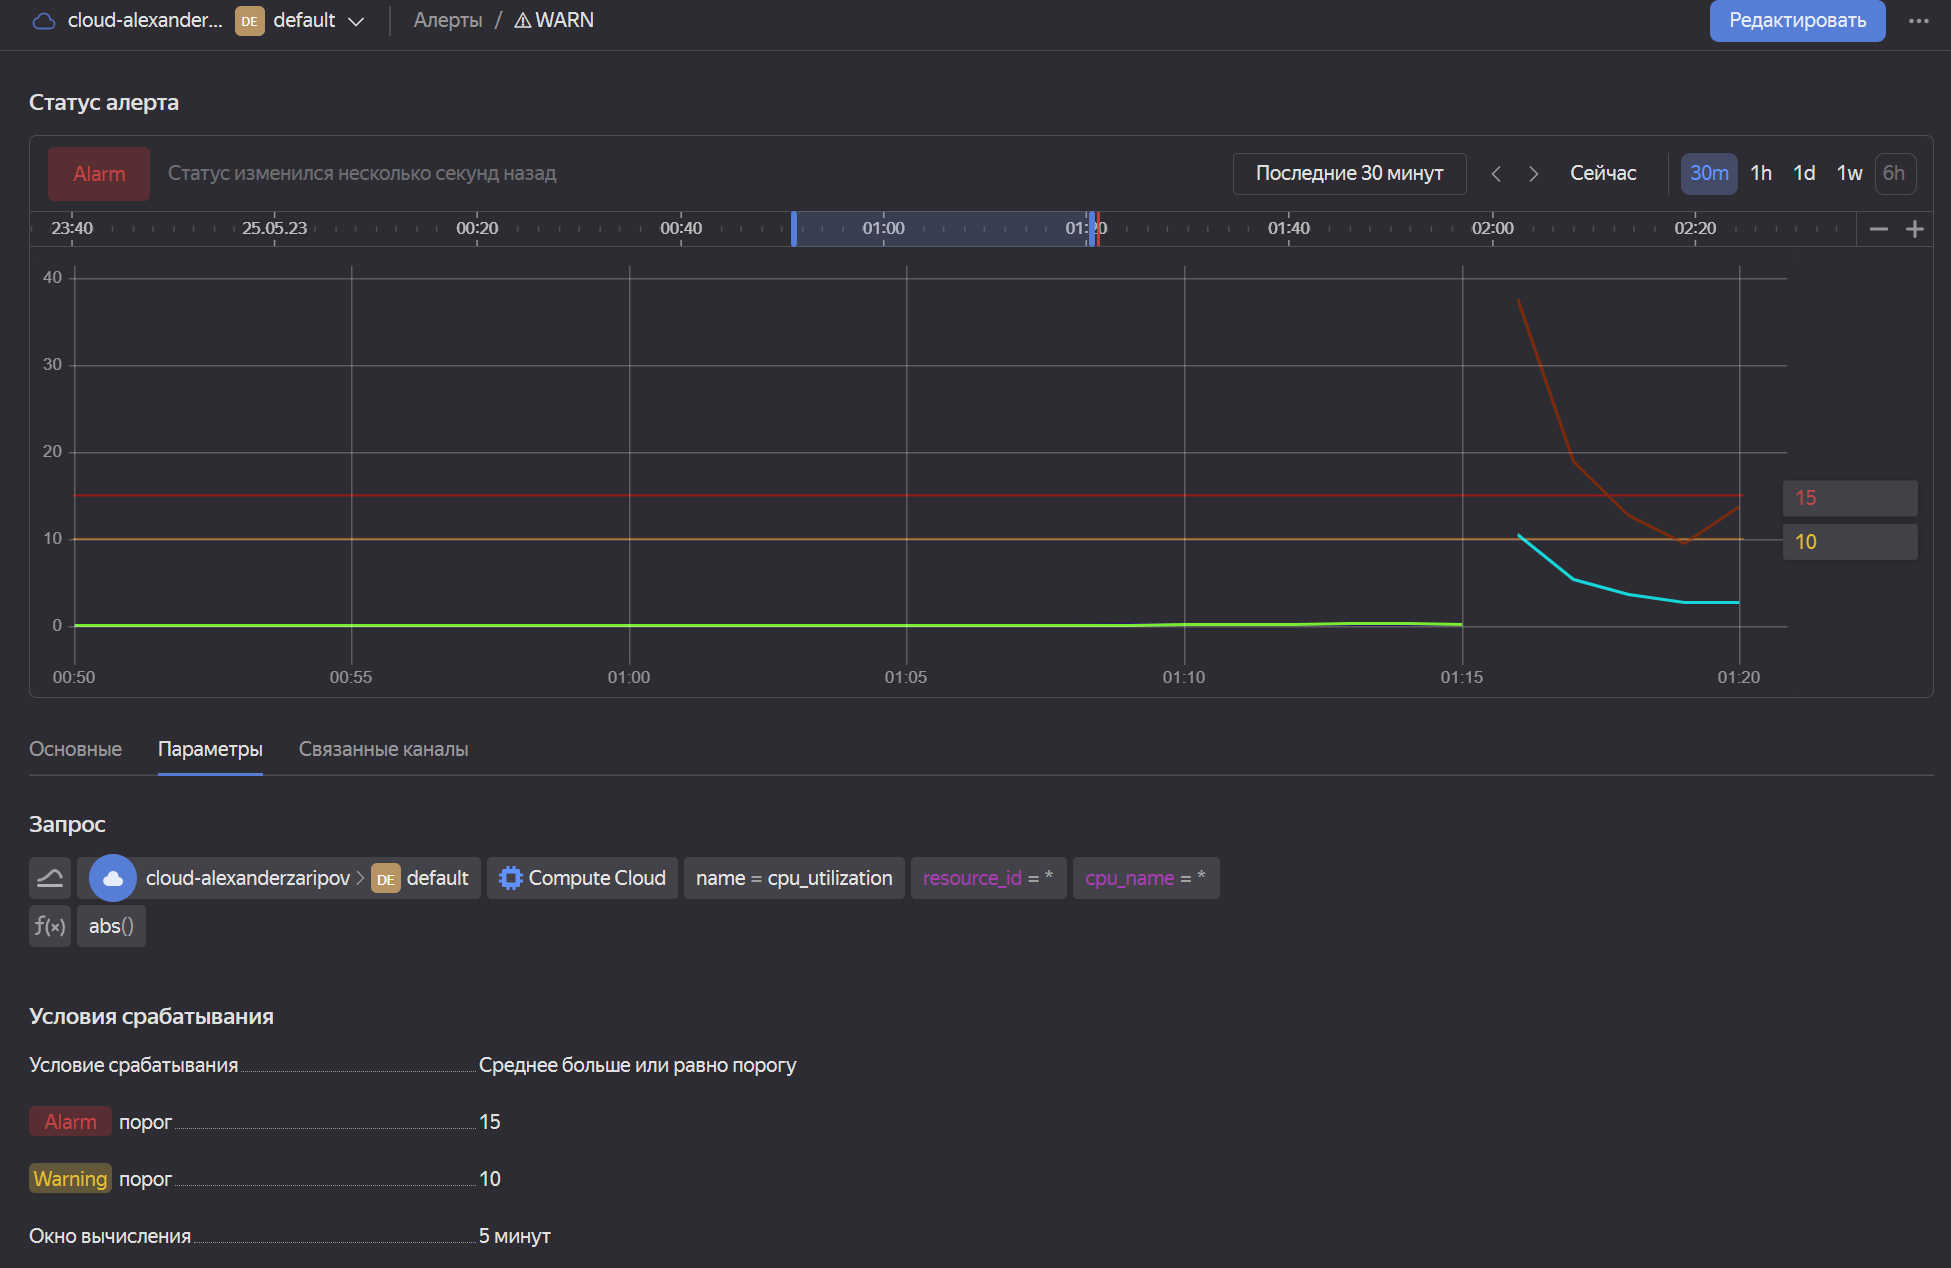 cloud-alexander... DE default Алерты / WARN Редактировать
Статус алерта
Alarm Статус изменился несколько секунд назад Последние 30 минут Сейчас 30m 1h 1d 1w 6h
23:40 25.05.23 00:20 00:40 01:00 01:20 01:40 02:00 02:20
40
30
20
15
10
10
0
00:50 00:55 01:00 01:05 01:10 01:15 01:20
Основные Параметры Связанные каналы
Запрос
cloud-alexanderzaripov > DE default Compute Cloud name = cpu_utilization resource_id = * cpu_name = *
f(x) abs()
Условия срабатывания
Условие срабатывания Среднее больше или равно порогу
Alarm порог 15
Warning порог 10
Окно вычисления 5 минут